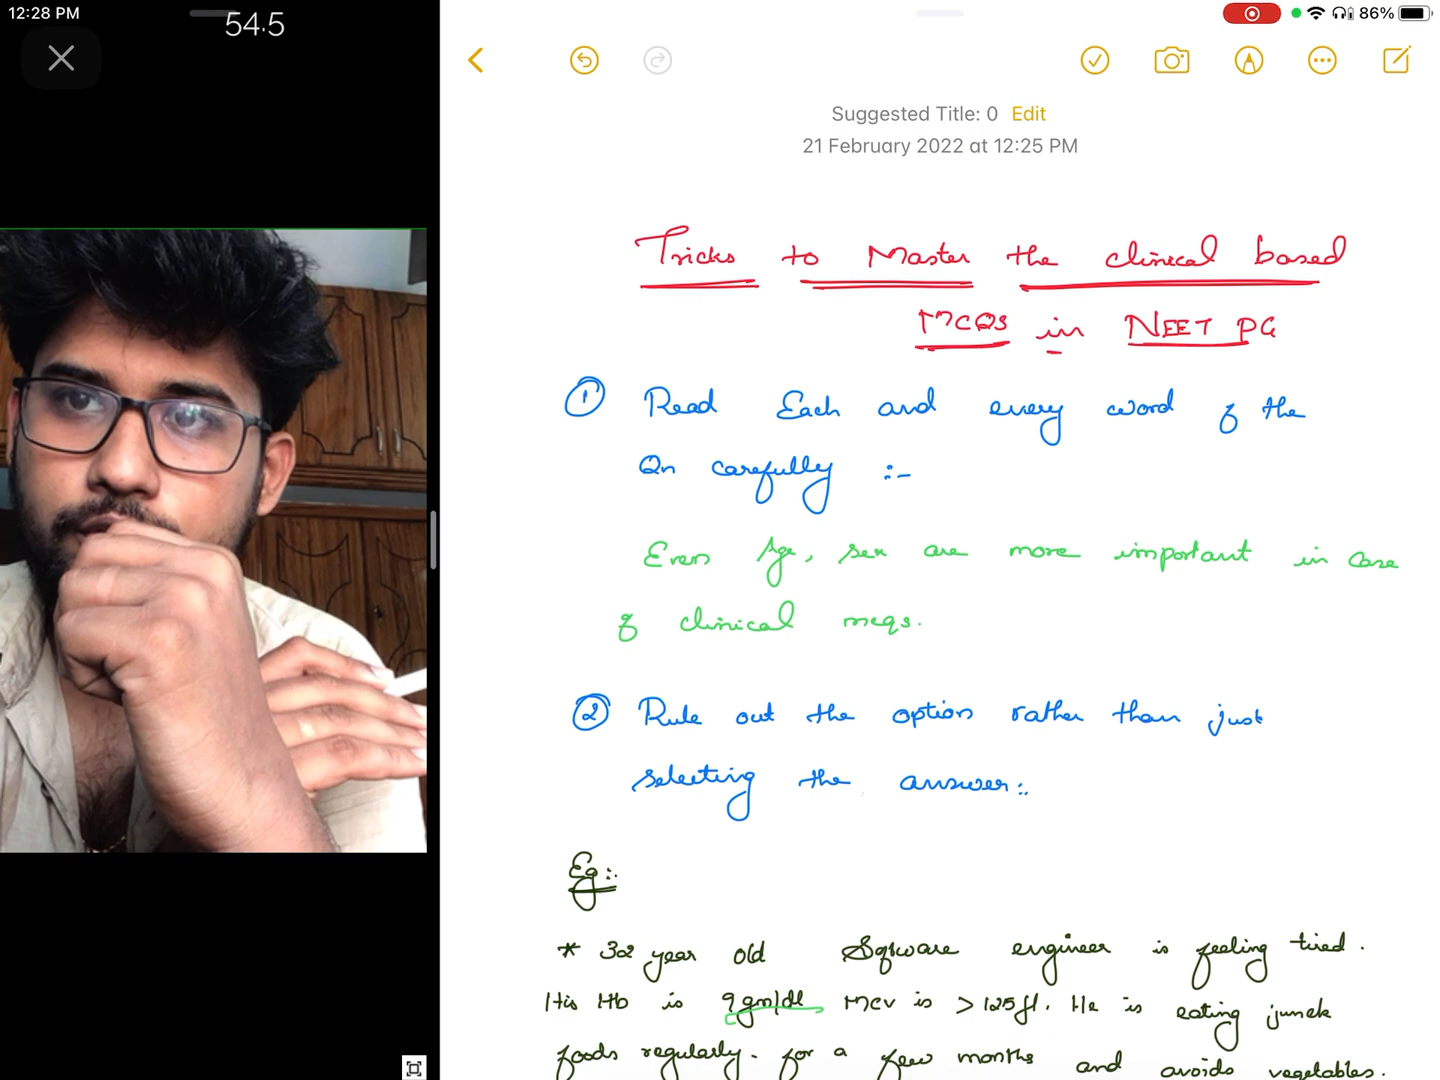 12:28 PM
54.5
86%
Suggested Title: 0 Edit
21 February 2022 at 12:25 PM
Tricks to Master the clinical based
MCQs in NEET PG
1 Read Each and every word of the
Qn carefully :-
Even Age, sex are more important in case
of clinical mcqs.
2 Rule out the option rather than just
selecting the answer:.
Eg:.
* 32 year old Software engineer is feeling tired.
His Hb is 9gm/dl MCV is >125fl. He is eating junck
foods regularly. for a few months and avoids vegetables.